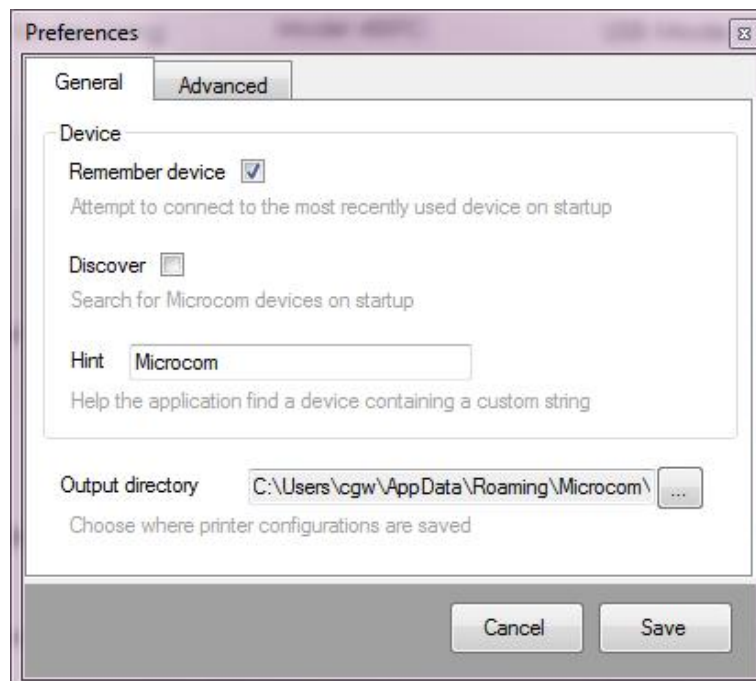 Preferences
General
Advanced
Device
Remember device
Attempt to connect to the most recently used device on startup
Discover
Search for Microcom devices on startup
Hint Microcom
Help the application find a device containing a custom string
Output directory C:\Users\cgw\AppData\Roaming\Microcom\ ...
Choose where printer configurations are saved
Cancel Save